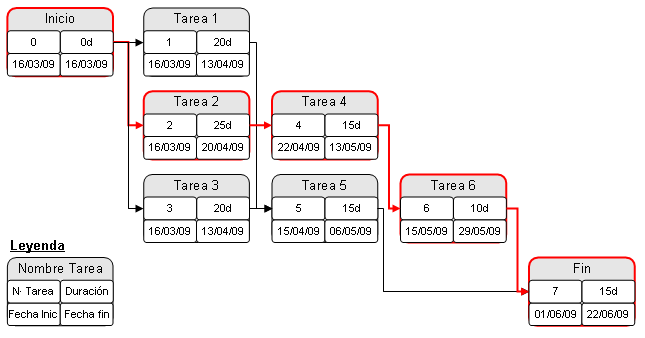 Inicio
0 0d
16/03/09 16/03/09
Tarea 1
1 20d
16/03/09 13/04/09
Tarea 2
2 25d
16/03/09 20/04/09
Tarea 4
4 15d
22/04/09 13/05/09
Tarea 3
3 20d
16/03/09 13/04/09
Tarea 5
5 15d
15/04/09 06/05/09
Tarea 6
6 10d
15/05/09 29/05/09
Leyenda
Nombre Tarea
N· Tarea Duración
Fecha Inic Fecha fin
Fin
7 15d
01/06/09 22/06/09